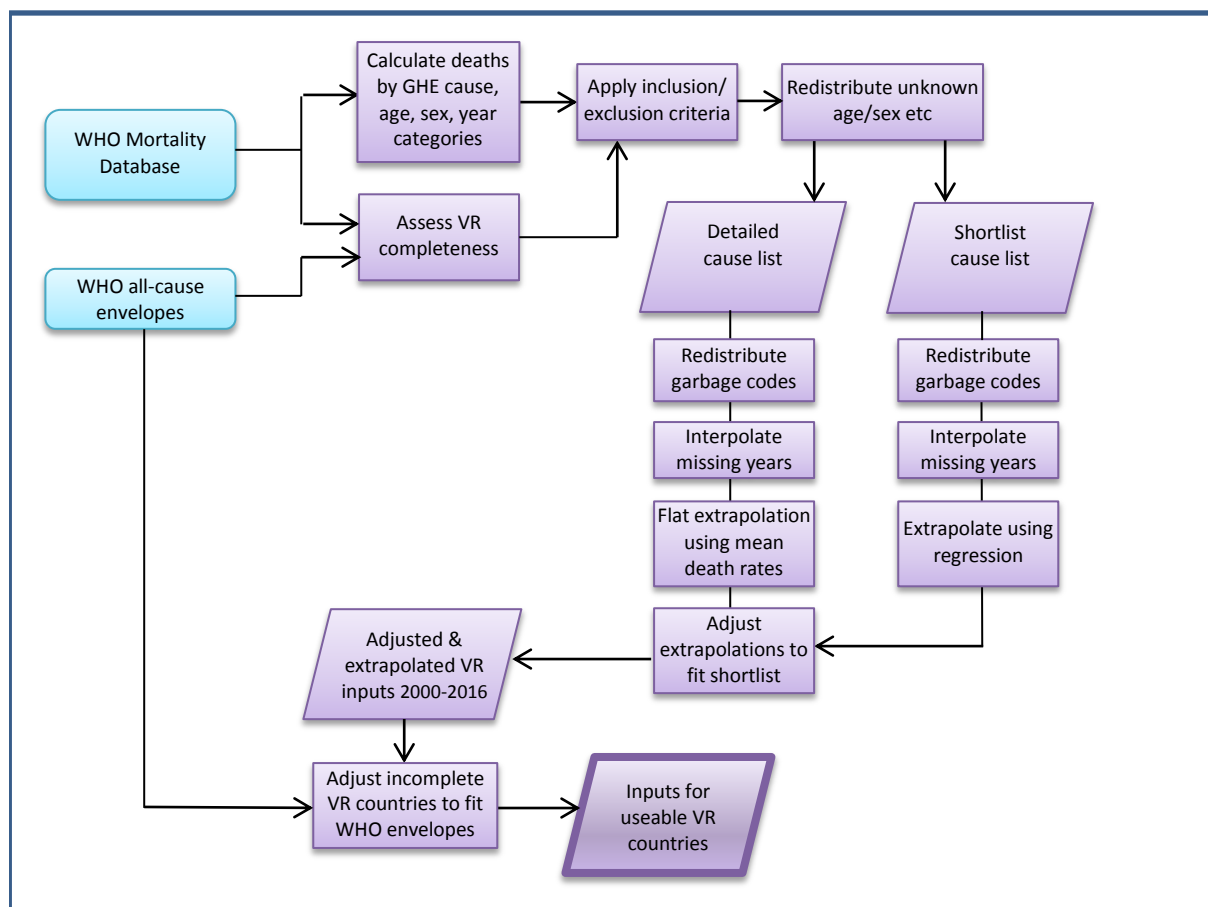 WHO Mortality
Database
WHO all-cause
envelopes
Calculate deaths
by GHE cause,
age, sex, year
categories
Assess VR
completeness
Apply inclusion/
exclusion criteria
Redistribute unknown
age/sex etc
Detailed
cause list
Shortlist
cause list
Redistribute
garbage codes
Redistribute
garbage codes
Interpolate
missing years
Interpolate
missing years
Flat extrapolation
using mean
death rates
Extrapolate using
regression
Adjust
extrapolations to
fit shortlist
Adjusted &
extrapolated VR
inputs 2000-2016
Adjust incomplete
VR countries to fit
WHO envelopes
Inputs for
useable VR
countries